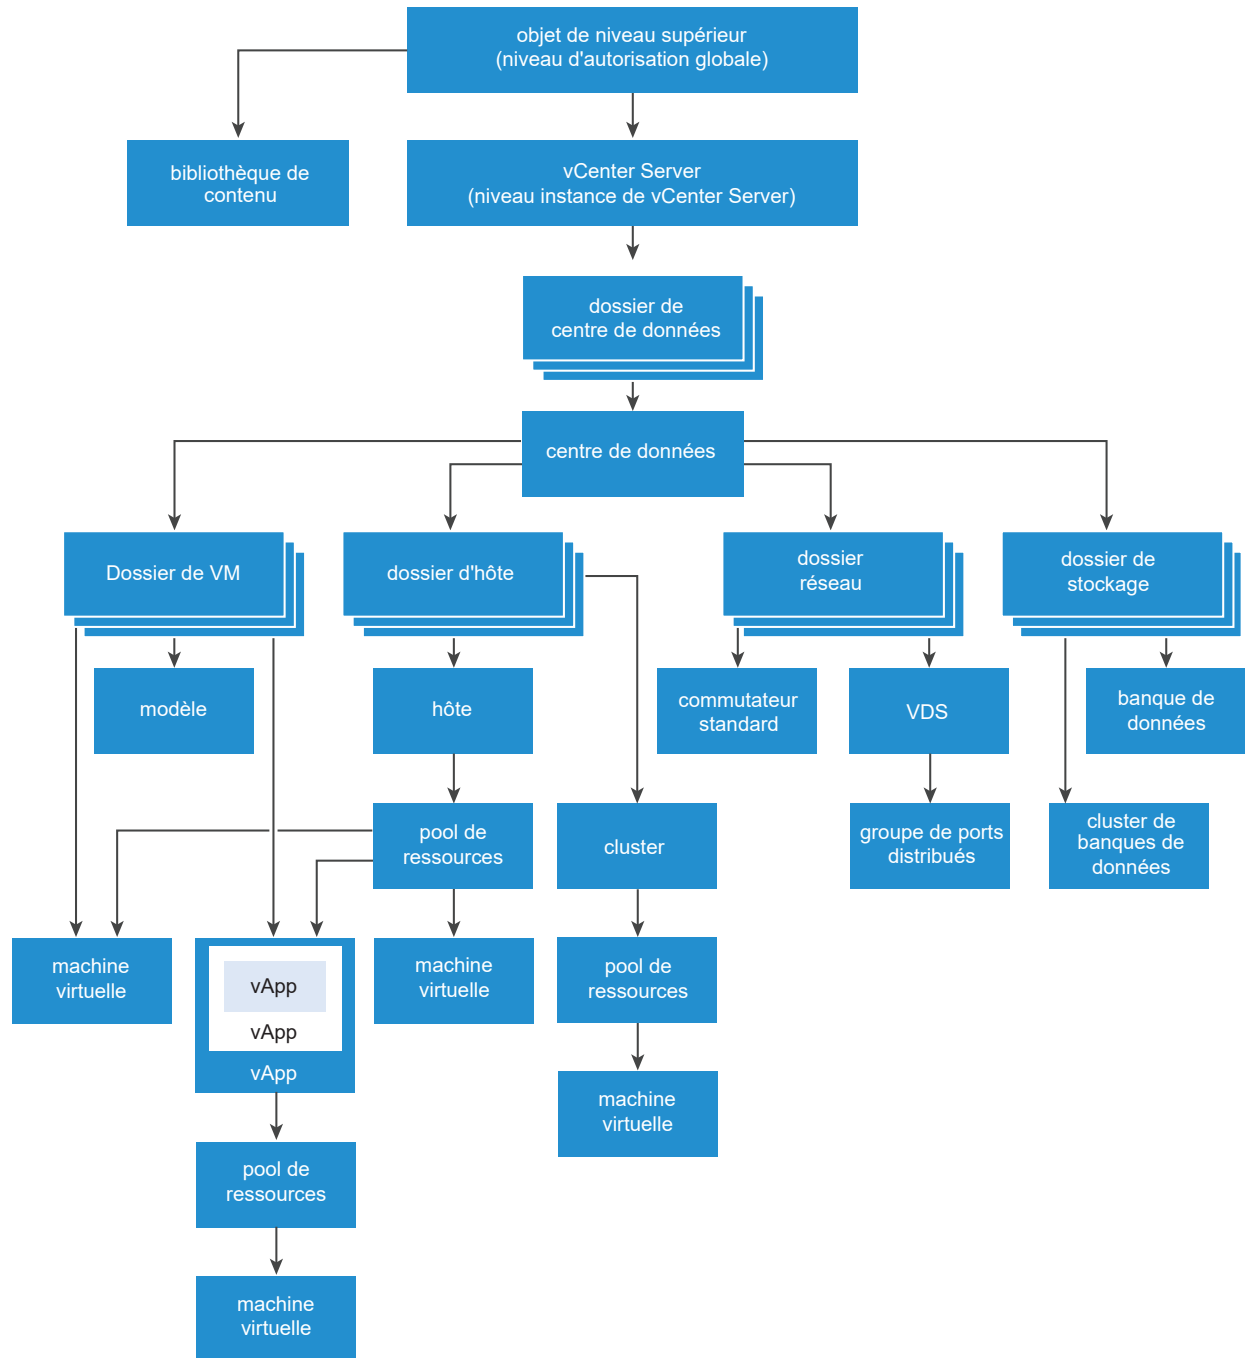 objet de niveau supérieur
(niveau d'autorisation globale)
bibliothèque de
contenu
vCenter Server
(niveau instance de vCenter Server)
dossier de
centre de données
centre de données
Dossier de VM
dossier d'hôte
dossier
réseau
dossier de
stockage
modèle
hôte
commutateur
standard
VDS
banque de
données
pool de
ressources
cluster
groupe de ports
distribués
cluster de
banques de
données
machine
virtuelle
vApp
vApp
vApp
machine
virtuelle
pool de
ressources
machine
virtuelle
pool de
ressources
machine
virtuelle